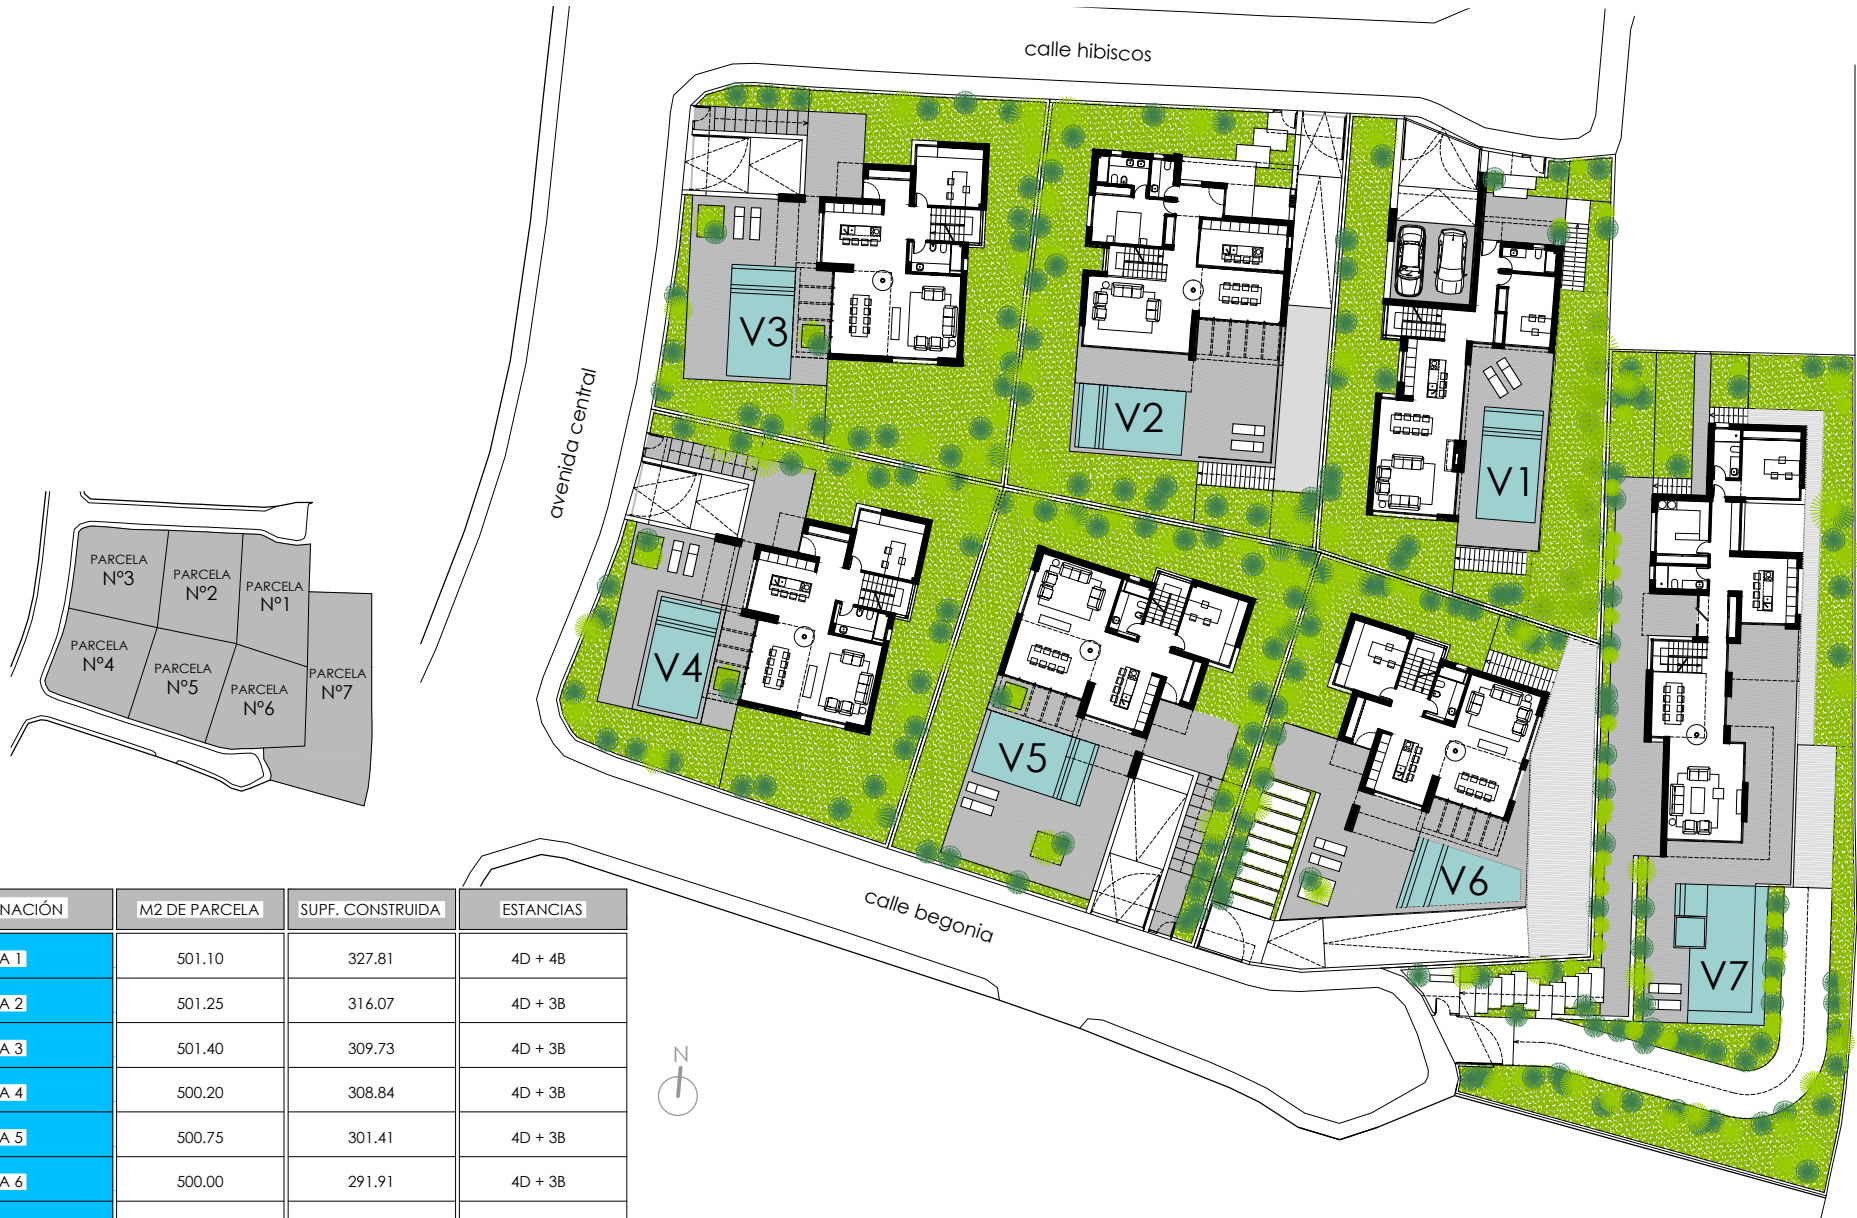 calle hibiscos
V3
V2
V1
avenida central
V4
V5
V6
V7
calle begonia
PARCELA
Nº3
PARCELA
Nº2
PARCELA
Nº1
PARCELA
Nº4
PARCELA
Nº5
PARCELA
Nº6
PARCELA
Nº7
NACIÓN M2 DE PARCELA SUPF. CONSTRUIDA ESTANCIAS
A 1 501.10 327.81 4D + 4B
A 2 501.25 316.07 4D + 3B
A 3 501.40 309.73 4D + 3B
A 4 500.20 308.84 4D + 3B
A 5 500.75 301.41 4D + 3B
A 6 500.00 291.91 4D + 3B
N